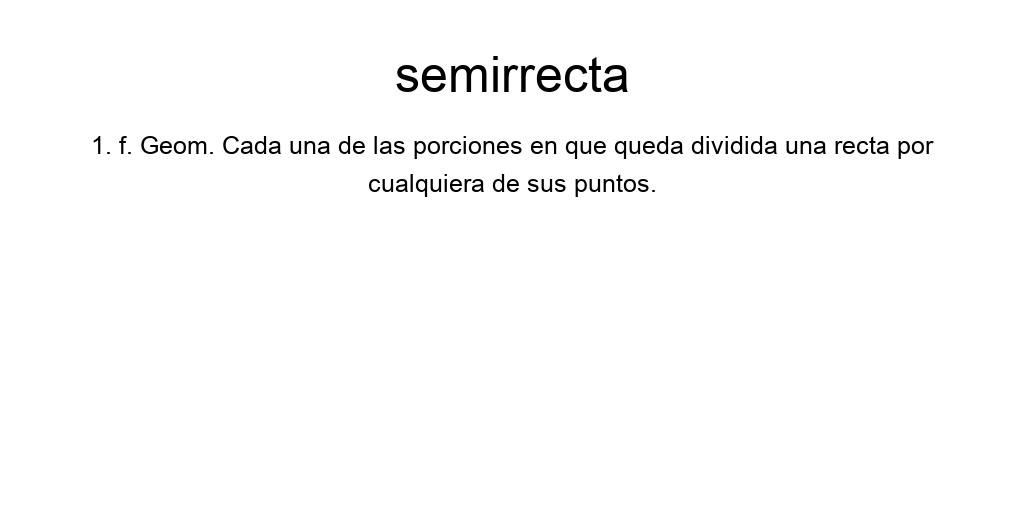 semirrecta
1. f. Geom. Cada una de las porciones en que queda dividida una recta por
cualquiera de sus puntos.